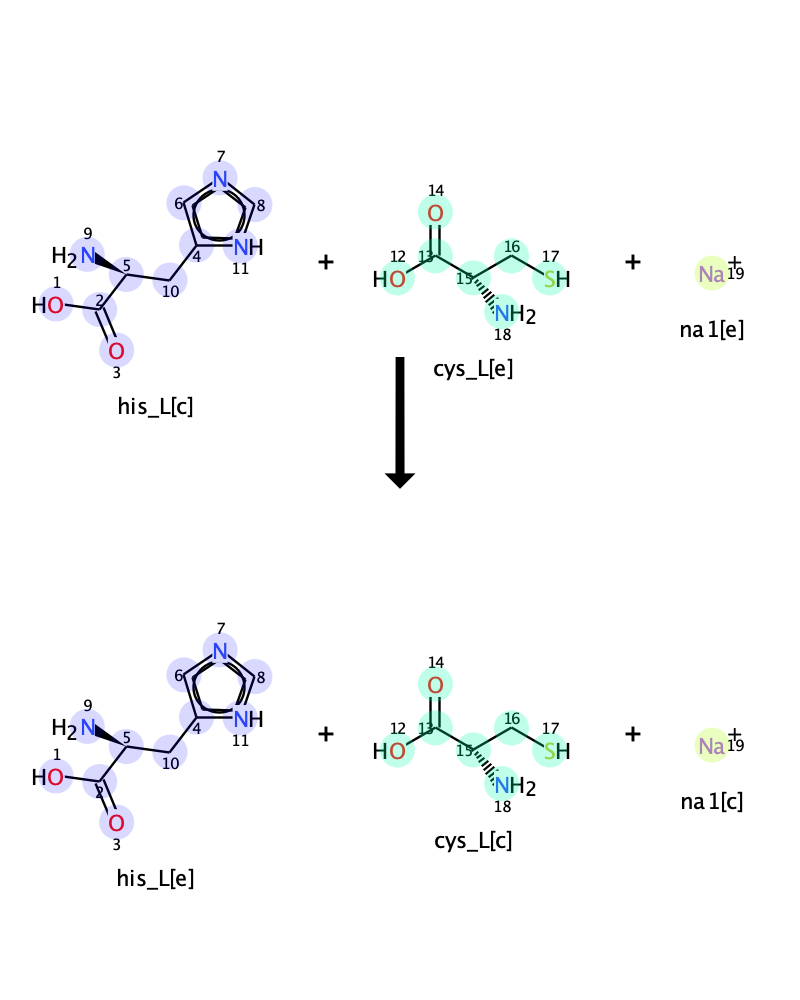 7
N
6
8
14
O
9
H2N
5
4
NH
11
+
12
HO
13
16
17
SH
15
+
Na
+
19
1
HO
2
10
NH2
18
na1[e]
O
3
cys_L[e]
his_L[c]
7
N
6
8
14
O
9
H2N
5
4
NH
11
+
12
HO
13
16
17
SH
15
+
Na
+
19
1
HO
2
10
NH2
18
na1[c]
O
3
cys_L[c]
his_L[e]